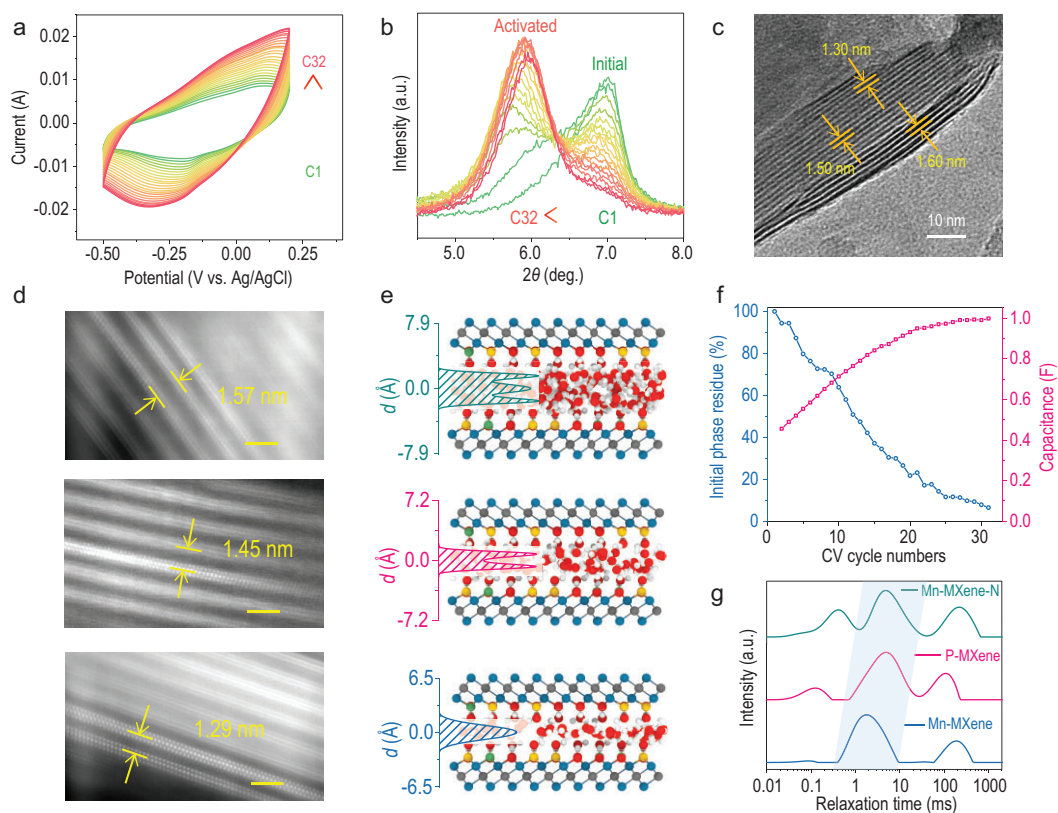 a
0.02
0.01
0.00
-0.01
-0.02
Current (A)
C32
C1
-0.50
-0.25
0.00
0.25
Potential (V vs. Ag/AgCl)
b
Activated
Initial
Intensity (a.u.)
C32 <
C1
5.0
6.0
7.0
8.0
2θ (deg.)
c
1.30 nm
1.50 nm
1.60 nm
10 nm
d
1.57 nm
1.45 nm
1.29 nm
e
7.9
0.0
-7.9
d (Å)
7.2
0.0
-7.2
d (Å)
6.5
0.0
-6.5
d (Å)
f
100
80
60
40
20
0
Initial phase residue (%)
1.0
0.8
0.6
0.4
0.2
0.0
Capacitance (F)
0
10
20
30
CV cycle numbers
g
Mn-MXene-N
P-MXene
Mn-MXene
Intensity (a.u.)
0.01
0.1
1
10
100
1000
Relaxation time (ms)